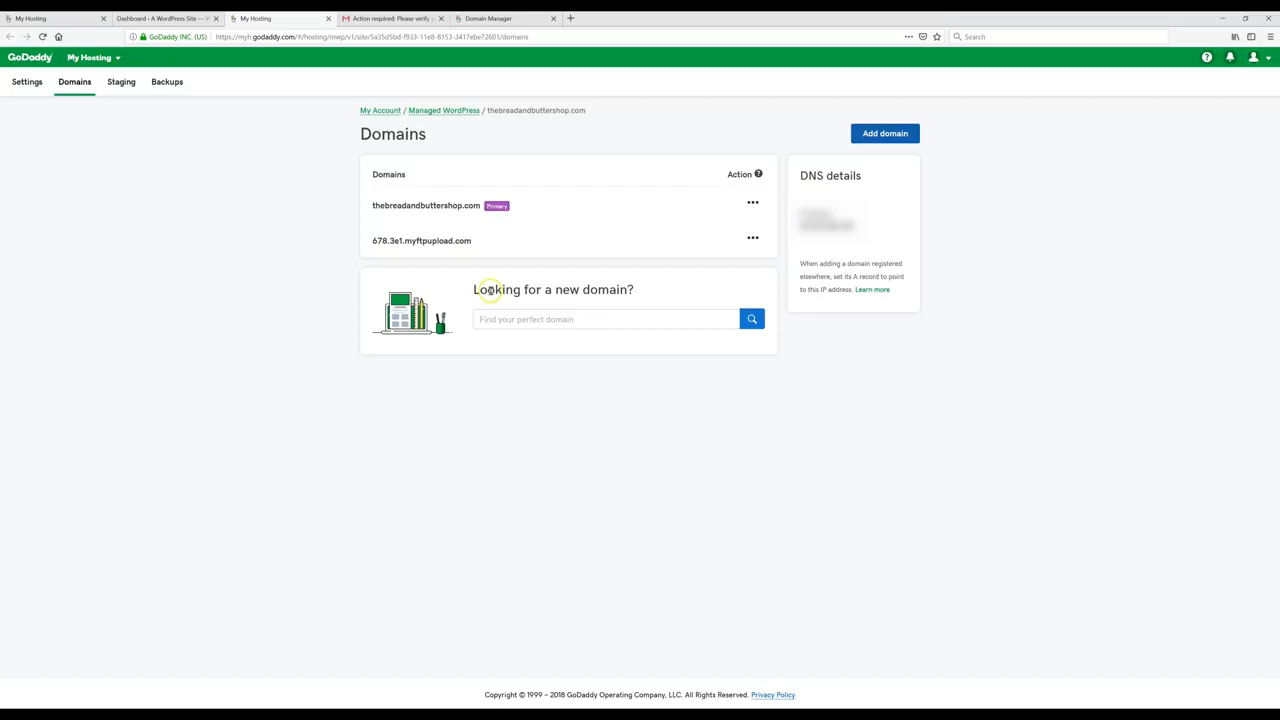 My Hosting
Dashboard ‹ A WordPress Site —
My Hosting
Action required: Please verify
Domain Manager
GoDaddy INC. (US)
https://myh.godaddy.com/#/hosting/mwp/v1/site/5a35d5bd-f933-11e8-8153-3417ebe72601/domains
Search
GoDaddy
My Hosting
Settings
Domains
Staging
Backups
My Account / Managed WordPress / thebreadandbuttershop.com
Domains
Add domain
Domains
Action
thebreadandbuttershop.com Primary
678.3e1.myftpupload.com
DNS details
When adding a domain registered
elsewhere, set its A record to point
to this IP address. Learn more
Looking for a new domain?
Find your perfect domain
Copyright © 1999 – 2018 GoDaddy Operating Company, LLC. All Rights Reserved. Privacy Policy